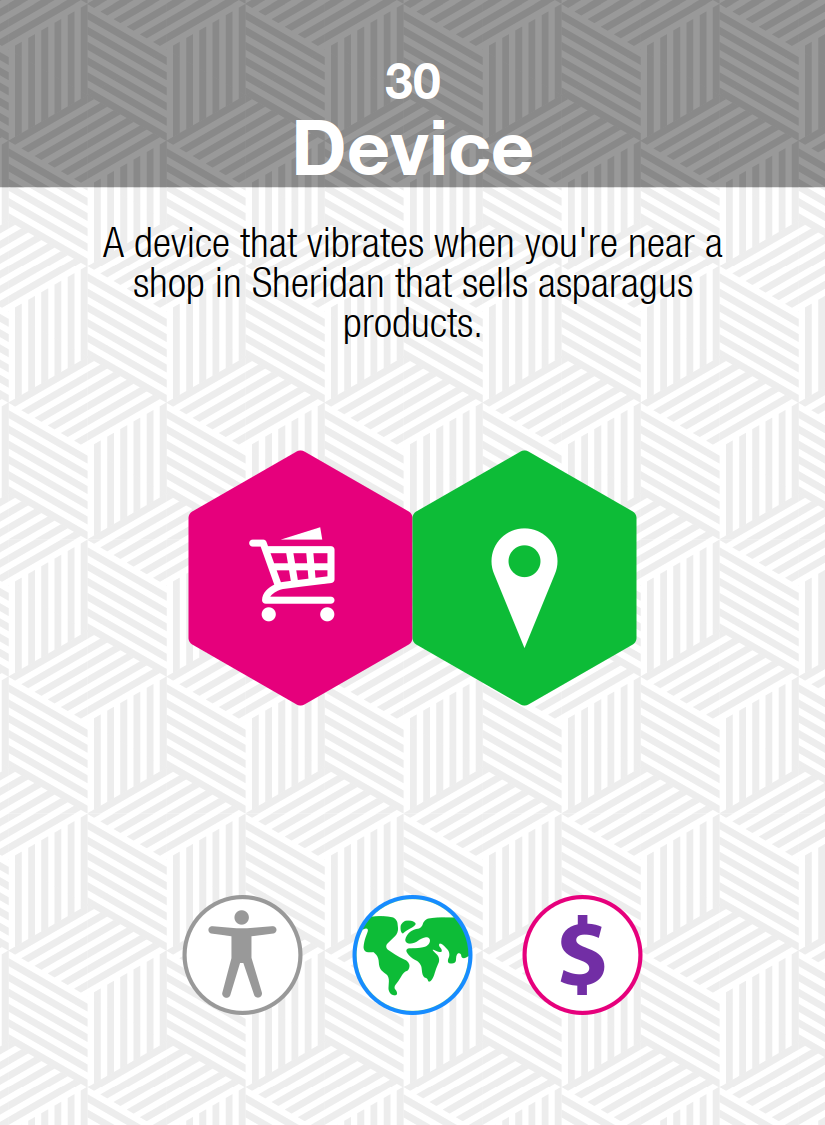 30
Device
A device that vibrates when you're near a
shop in Sheridan that sells asparagus
products.
$